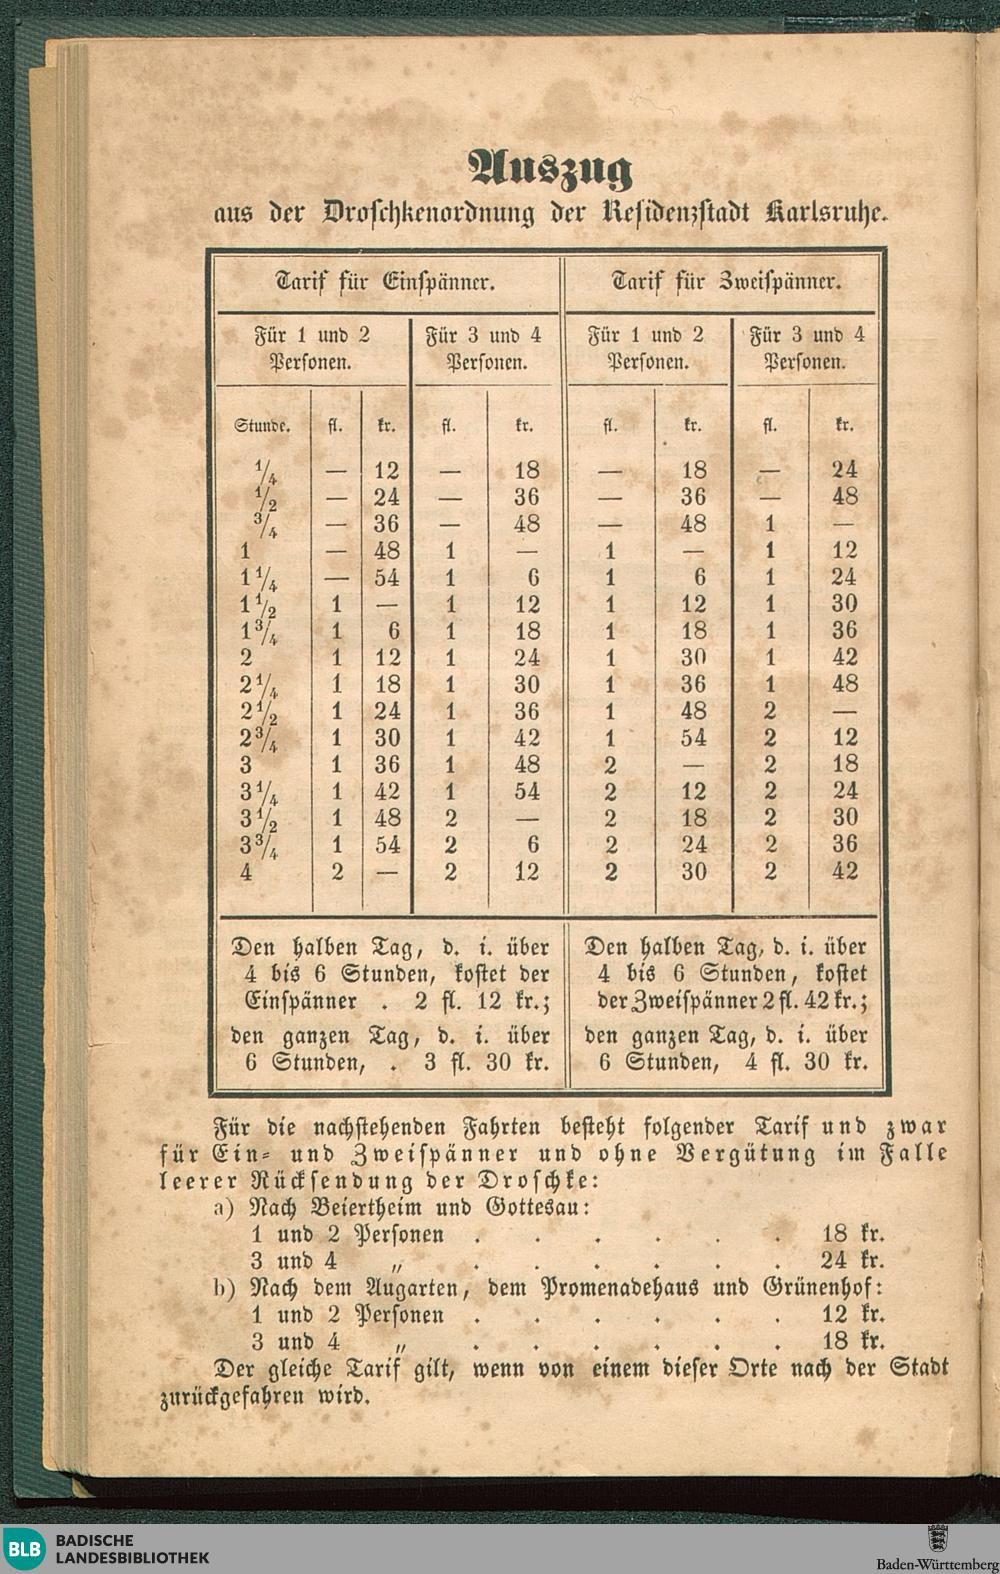 Auszug
aus der Droschkenordnung der Residenzstadt Karlsruhe.
Tarif für Einspänner. Tarif für Zweispänner.
Für 1 und 2 Für 3 und 4 Für 1 und 2 Für 3 und 4
Personen. Personen. Personen. Personen.
Stunde. fl. kr. fl. kr. fl. kr. fl. kr.
1/4 — 12 — 18 — 18 — 24
1/2 — 24 — 36 — 36 — 48
3/4 — 36 — 48 — 48 1 —
1 — 48 1 — 1 — 1 12
1 1/4 — 54 1 6 1 6 1 24
1 1/2 1 — 1 12 1 12 1 30
1 3/4 1 6 1 18 1 18 1 36
2 1 12 1 24 1 30 1 42
2 1/4 1 18 1 30 1 36 1 48
2 1/2 1 24 1 36 1 48 2 —
2 3/4 1 30 1 42 1 54 2 12
3 1 36 1 48 2 — 2 18
3 1/4 1 42 1 54 2 12 2 24
3 1/2 1 48 2 — 2 18 2 30
3 3/4 1 54 2 6 2 24 2 36
4 2 — 2 12 2 30 2 42
Den halben Tag, d. i. über
4 bis 6 Stunden, kostet der
Einspänner . 2 fl. 12 kr.;
den ganzen Tag, d. i. über
6 Stunden, . 3 fl. 30 kr.
Den halben Tag, d. i. über
4 bis 6 Stunden, kostet
der Zweispänner 2 fl. 42 kr.;
den ganzen Tag, d. i. über
6 Stunden, 4 fl. 30 kr.
Für die nachstehenden Fahrten besteht folgender Tarif und zwar
für Ein- und Zweispänner und ohne Vergütung im Falle
leerer Rücksendung der Droschke:
a) Nach Beiertheim und Gottesau:
1 und 2 Personen . . . . . . 18 kr.
3 und 4 „ . . . . . . 24 kr.
b) Nach dem Augarten, dem Promenadehaus und Grünenhof:
1 und 2 Personen . . . . . . 12 kr.
3 und 4 „ . . . . . . 18 kr.
Der gleiche Tarif gilt, wenn von einem dieser Orte nach der Stadt
zurückgefahren wird.
BLB
BADISCHE
LANDESBIBLIOTHEK
Baden-Württemberg